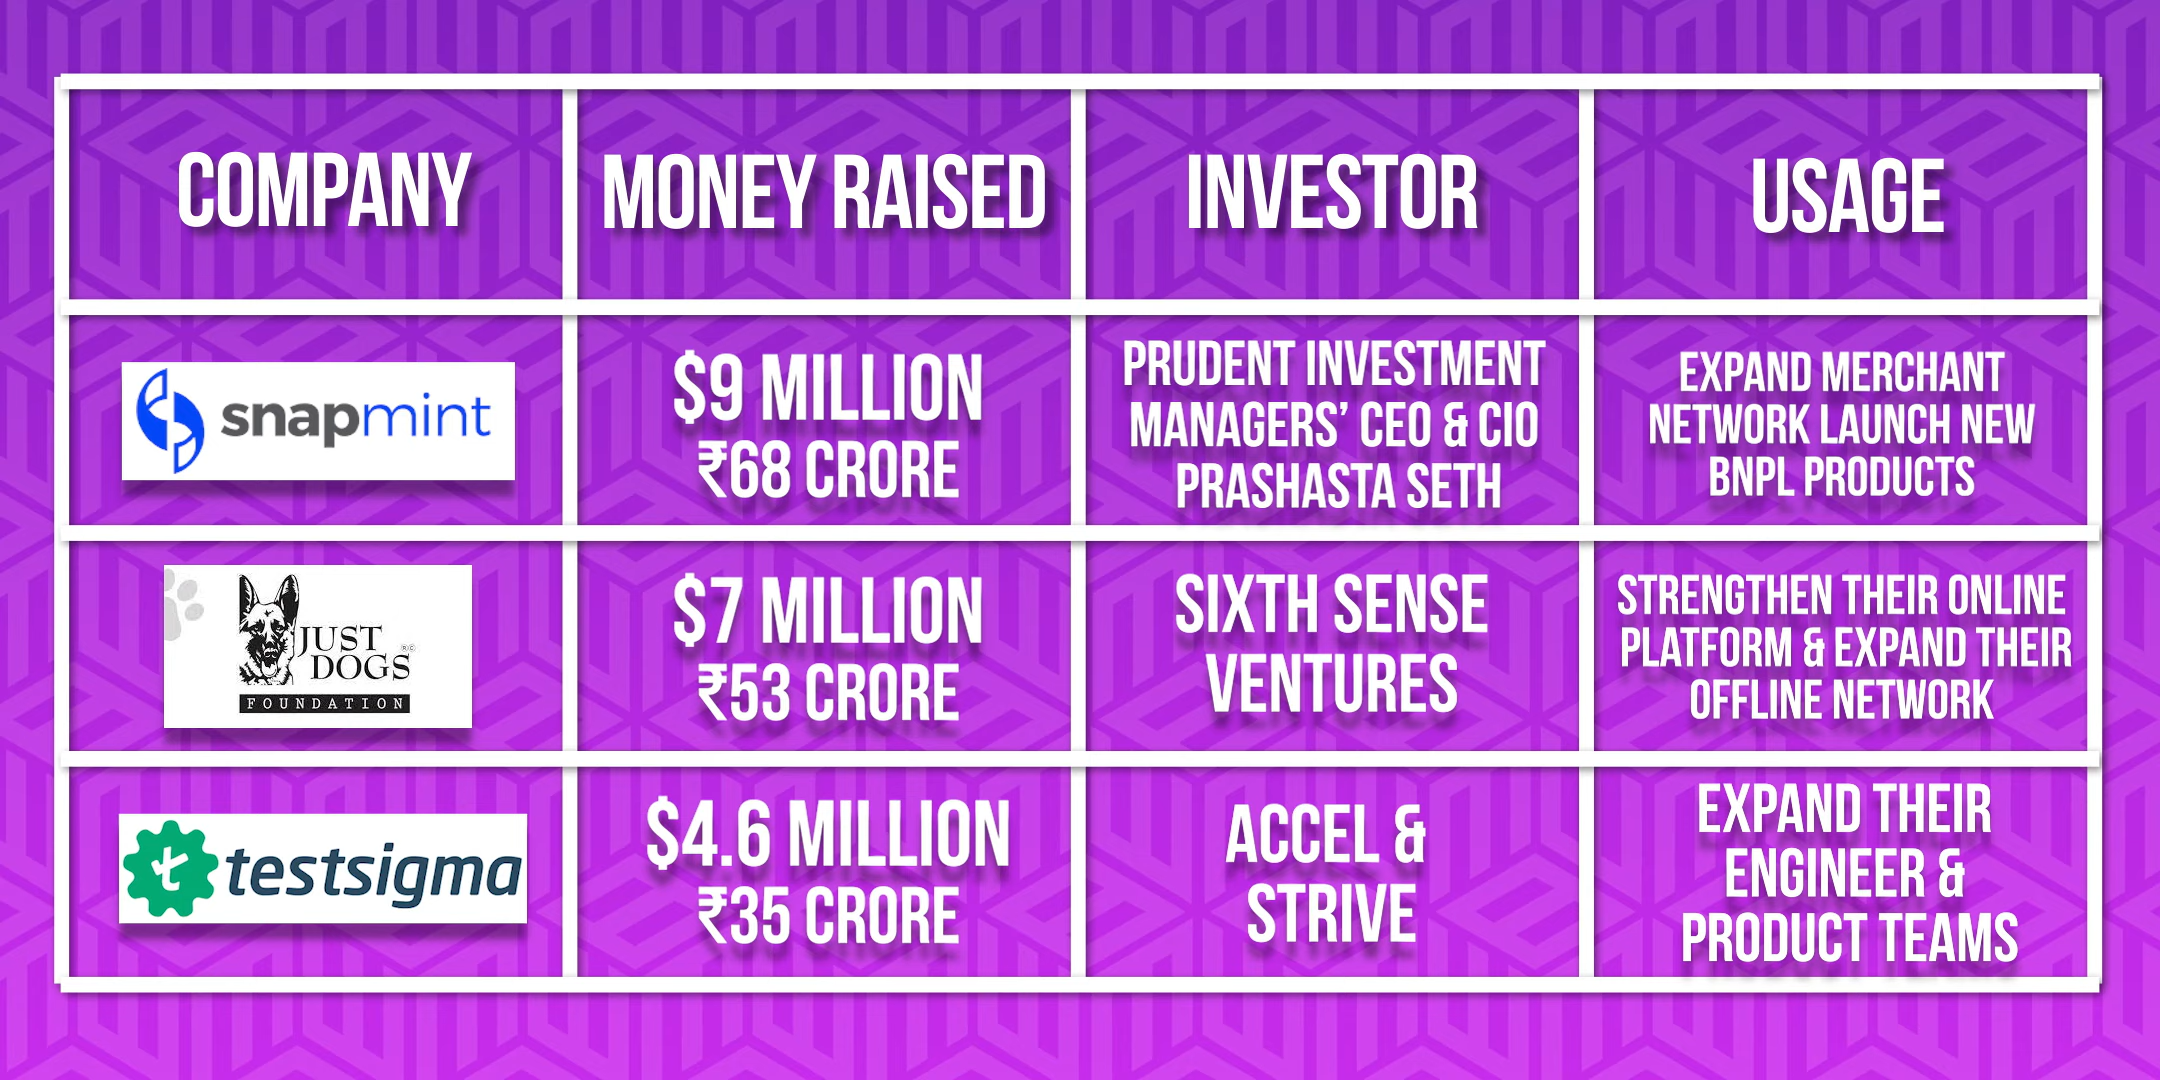 COMPANY
MONEY RAISED
INVESTOR
USAGE
snapmint
$9 MILLION
₹68 CRORE
PRUDENT INVESTMENT
MANAGERS’ CEO & CIO
PRASHASTA SETH
EXPAND MERCHANT
NETWORK LAUNCH NEW
BNPL PRODUCTS
JUST
DOGS
RC
FOUNDATION
$7 MILLION
₹53 CRORE
SIXTH SENSE
VENTURES
STRENGTHEN THEIR ONLINE
PLATFORM & EXPAND THEIR
OFFLINE NETWORK
testsigma
$4.6 MILLION
₹35 CRORE
ACCEL &
STRIVE
EXPAND THEIR
ENGINEER &
PRODUCT TEAMS